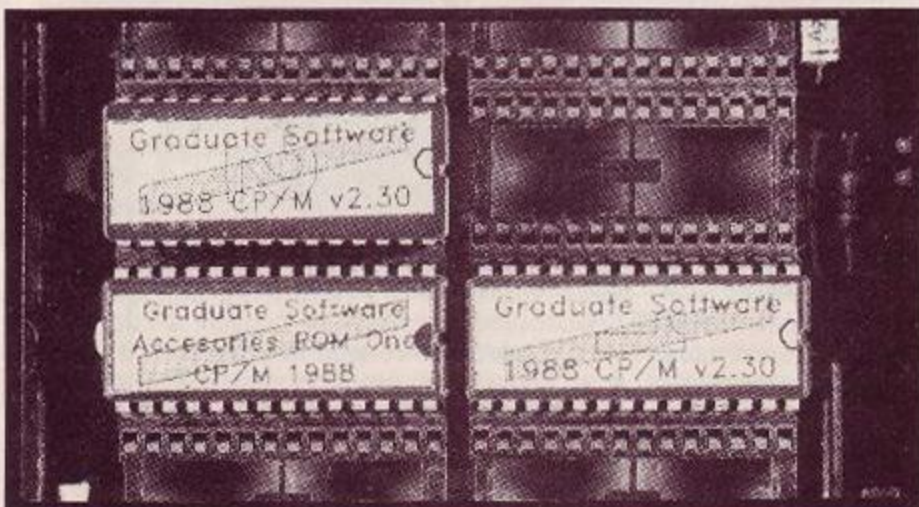 Graduate Software
1988 CP/M v2.30
Graduate Software
Accesories ROM One
CP/M 1988
Graduate Software
1988 CP/M v2.30